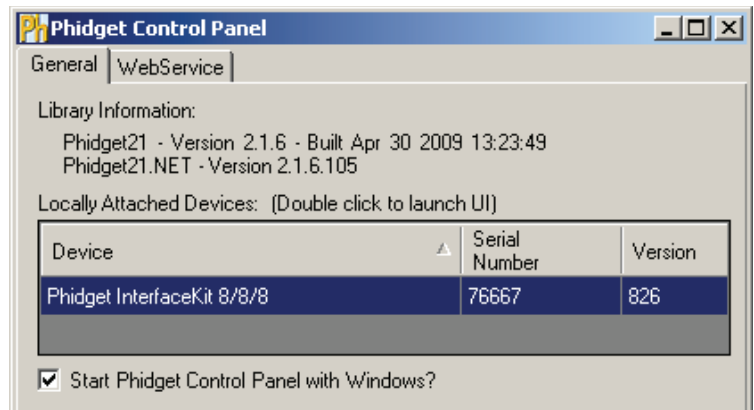 Ph Phidget Control Panel
General WebService
Library Information:
Phidget21 - Version 2.1.6 - Built Apr 30 2009 13:23:49
Phidget21.NET - Version 2.1.6.105
Locally Attached Devices: (Double click to launch UI)
Device Serial Number Version
Phidget InterfaceKit 8/8/8 76667 826
Start Phidget Control Panel with Windows?